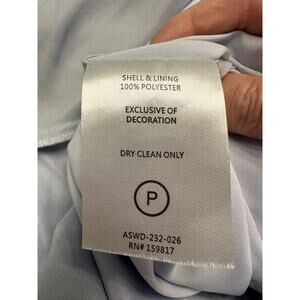 SHELL & LINING
100% POLYESTER
EXCLUSIVE OF
DECORATION
DRY CLEAN ONLY
P
ASWD-232-026
RN# 159817